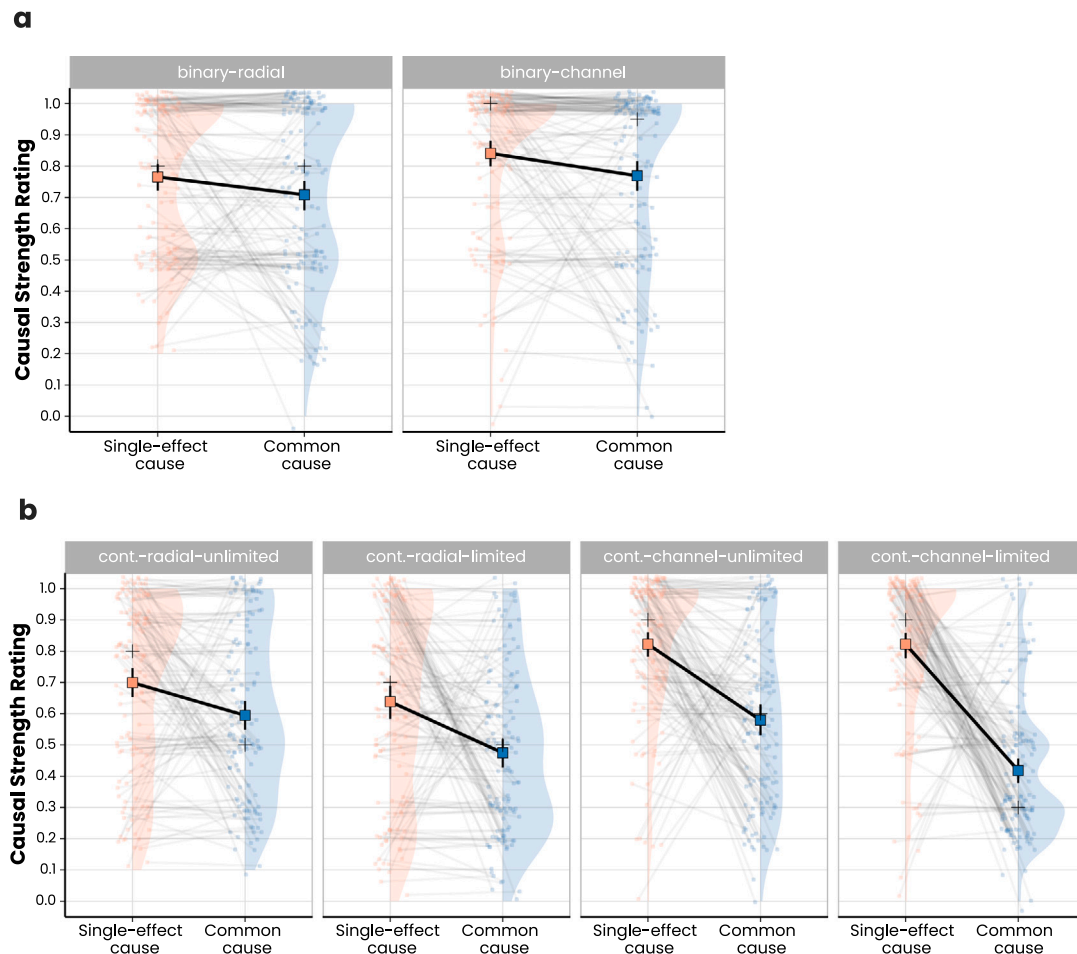 a
binary-radial
binary-channel
Causal Strength Rating
1.0
0.9
0.8
0.7
0.6
0.5
0.4
0.3
0.2
0.1
0.0
Single-effect
cause
Common
cause
Single-effect
cause
Common
cause
b
cont.-radial-unlimited
cont.-radial-limited
cont.-channel-unlimited
cont.-channel-limited
Causal Strength Rating
1.0
0.9
0.8
0.7
0.6
0.5
0.4
0.3
0.2
0.1
0.0
Single-effect
cause
Common
cause
Single-effect
cause
Common
cause
Single-effect
cause
Common
cause
Single-effect
cause
Common
cause